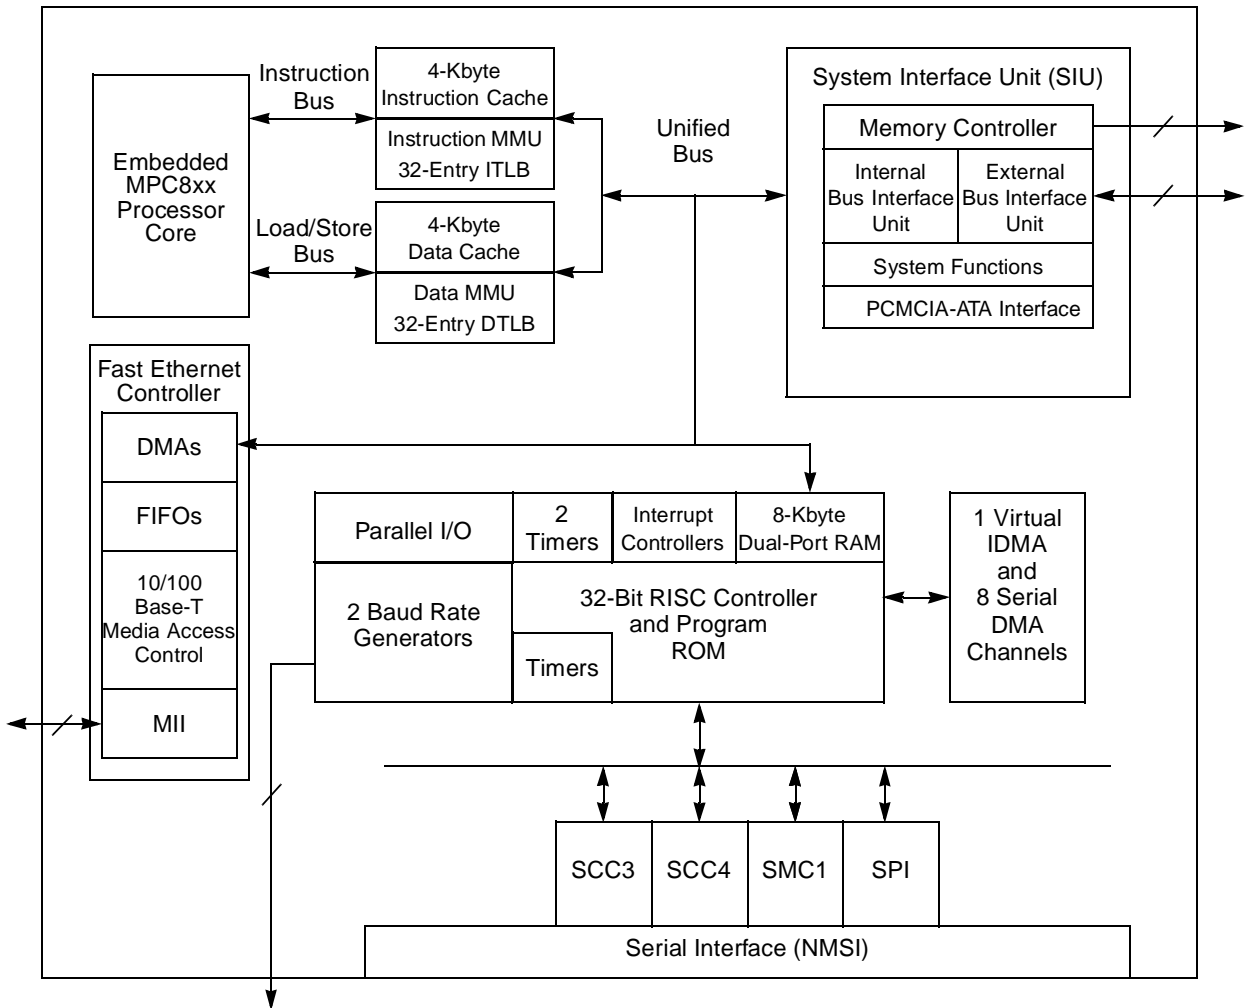 Embedded
MPC8xx
Processor
Core
Instruction
Bus
Load/Store
Bus
4-Kbyte
Instruction Cache
Instruction MMU
32-Entry ITLB
4-Kbyte
Data Cache
Data MMU
32-Entry DTLB
Unified
Bus
System Interface Unit (SIU)
Memory Controller
Internal
Bus Interface
Unit
External
Bus Interface
Unit
System Functions
PCMCIA-ATA Interface
Fast Ethernet
Controller
DMAs
FIFOs
10/100
Base-T
Media Access
Control
MII
Parallel I/O
2
Timers
Interrupt
Controllers
8-Kbyte
Dual-Port RAM
2 Baud Rate
Generators
Timers
32-Bit RISC Controller
and Program
ROM
1 Virtual
IDMA
and
8 Serial
DMA
Channels
SCC3
SCC4
SMC1
SPI
Serial Interface (NMSI)